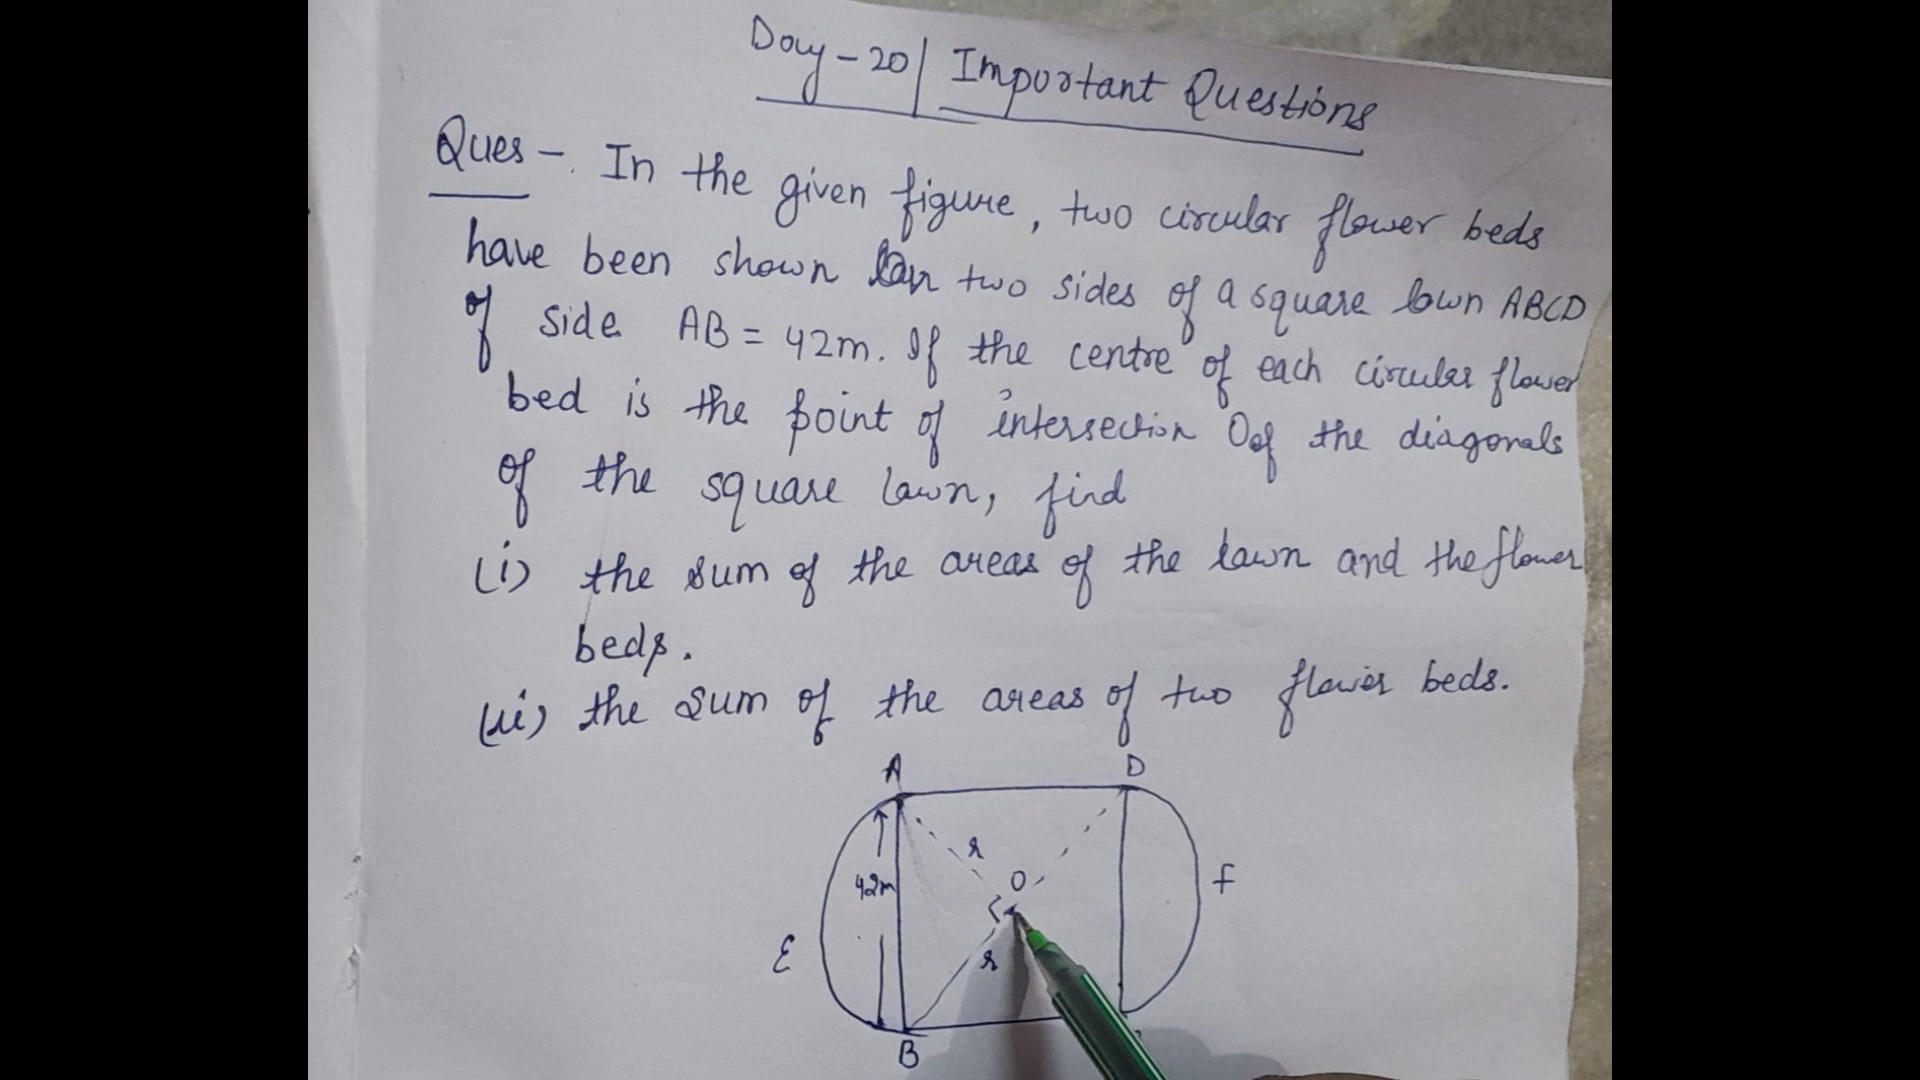 Day-20 | Important Questions
Ques -. In the given figure, two circular flower beds
have been shown on two sides of a square lawn ABCD
of side AB = 42m. If the centre of each circular flower
bed is the point of intersection O of the diagonals
of the square lawn, find
(i) the sum of the areas of the lawn and the flower
beds.
(ii) the sum of the areas of two flower beds.
A D
r
42m O F
E r
B